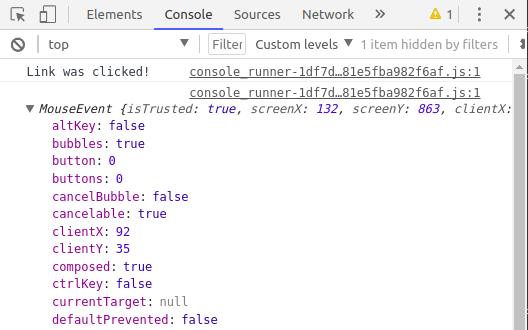 Elements Console Sources Network » 1
top Filter Custom levels 1 item hidden by filters
Link was clicked! console_runner-1df7d…81e5fba982f6af.js:1
console_runner-1df7d…81e5fba982f6af.js:1
MouseEvent {isTrusted: true, screenX: 132, screenY: 863, clientX:
altKey: false
bubbles: true
button: 0
buttons: 0
cancelBubble: false
cancelable: true
clientX: 92
clientY: 35
composed: true
ctrlKey: false
currentTarget: null
defaultPrevented: false